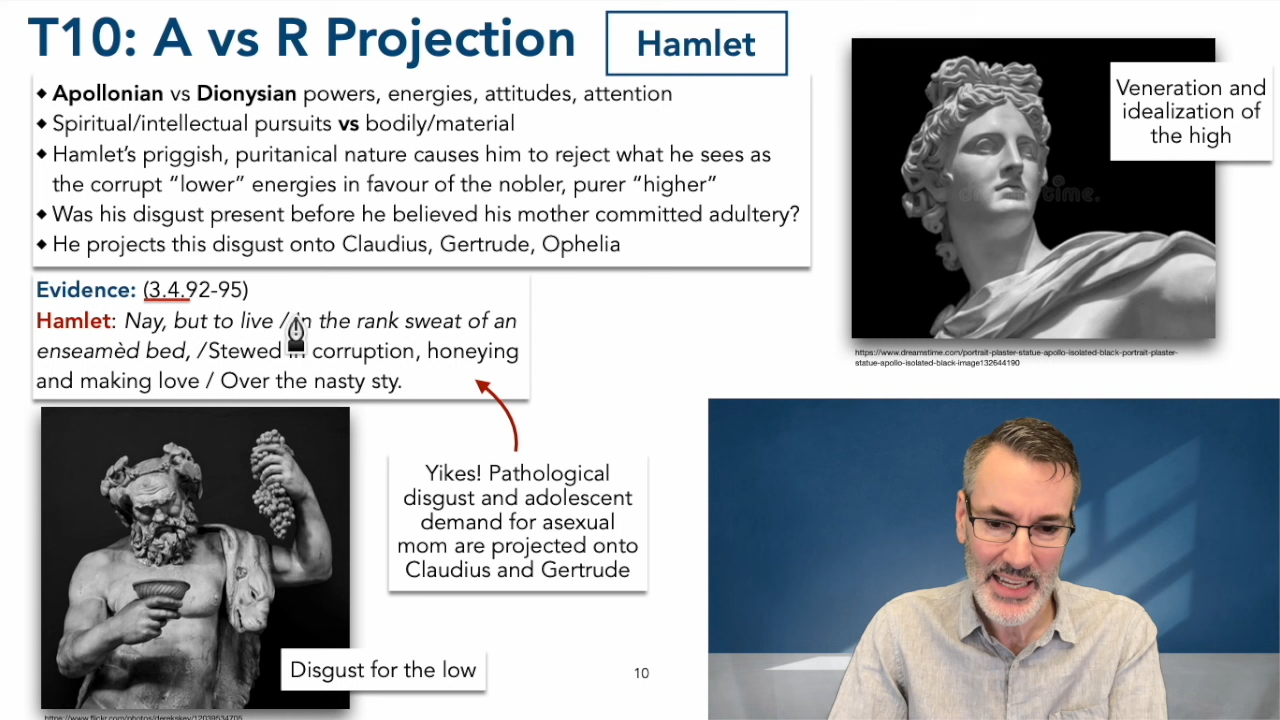 T10: A vs R Projection
Hamlet
◆ Apollonian vs Dionysian powers, energies, attitudes, attention
◆ Spiritual/intellectual pursuits vs bodily/material
◆ Hamlet's priggish, puritanical nature causes him to reject what he sees as
the corrupt “lower” energies in favour of the nobler, purer “higher”
◆ Was his disgust present before he believed his mother committed adultery?
◆ He projects this disgust onto Claudius, Gertrude, Ophelia
Evidence: (3.4.92-95)
Hamlet: Nay, but to live / in the rank sweat of an
enseamèd bed, / Stewed in corruption, honeying
and making love / Over the nasty sty.
Veneration and
idealization of
the high
https://www.dreamstime.com/portrait-plaster-statue-apollo-isolated-black-portrait-plaster-
statue-apollo-isolated-black-image132644190
Yikes! Pathological
disgust and adolescent
demand for asexual
mom are projected onto
Claudius and Gertrude
Disgust for the low
10